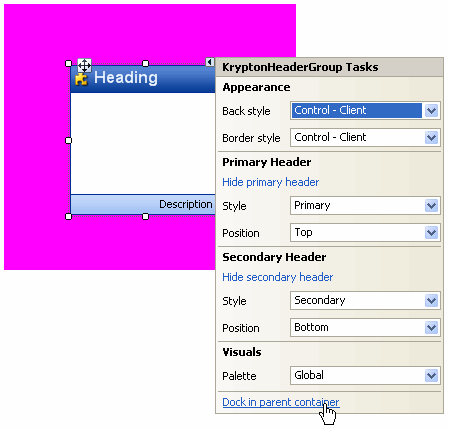 Heading
Description
KryptonHeaderGroup Tasks
Appearance
Back style Control - Client
Border style Control - Client
Primary Header
Hide primary header
Style Primary
Position Top
Secondary Header
Hide secondary header
Style Secondary
Position Bottom
Visuals
Palette Global
Dock in parent container